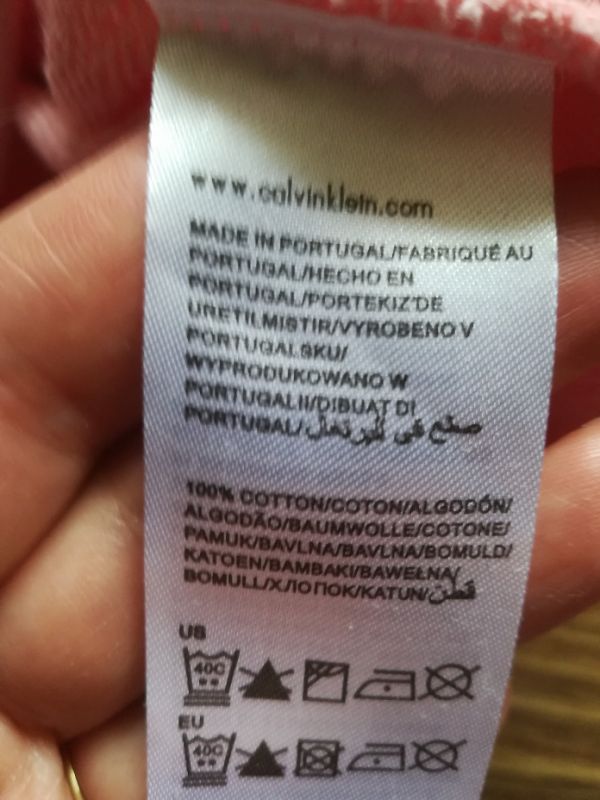 www.calvinklein.com
MADE IN PORTUGAL/FABRIQUÉ AU
PORTUGAL/HECHO EN
PORTUGAL/PORTEKIZ'DE
URETILMISTIR/VYROBENO V
PORTUGALSKU/
WYPRODUKOWANO W
PORTUGALII/DIBUAT DI
PORTUGAL/صنع في البرتغال
100% COTTON/COTON/ALGODÓN/
ALGODÃO/BAUMWOLLE/COTONE/
PAMUK/BAVLNA/BAVLNA/BOMULD/
KATOEN/BAMBAKI/BAWEŁNA/
BOMULL/Х/ЛОПОК/KATUN/قطن
US
40C
EU
40C